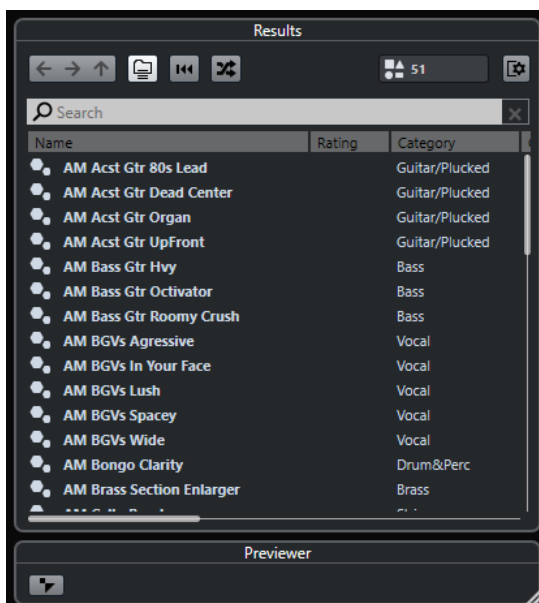 Results
51
Search
Name Rating Category
AM Acst Gtr 80s Lead Guitar/Plucked
AM Acst Gtr Dead Center Guitar/Plucked
AM Acst Gtr Organ Guitar/Plucked
AM Acst Gtr UpFront Guitar/Plucked
AM Bass Gtr Hvy Bass
AM Bass Gtr Octivator Bass
AM Bass Gtr Roomy Crush Bass
AM BGVs Agressive Vocal
AM BGVs In Your Face Vocal
AM BGVs Lush Vocal
AM BGVs Spacey Vocal
AM BGVs Wide Vocal
AM Bongo Clarity Drum&Perc
AM Brass Section Enlarger Brass
Previewer